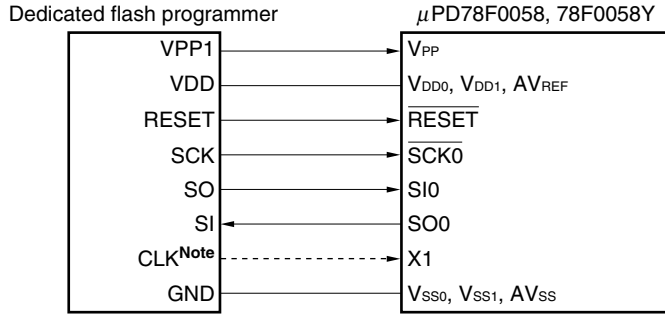 Dedicated flash programmer μPD78F0058, 78F0058Y
VPP1 VPP
VDD VDD0, VDD1, AVREF
RESET RESET
SCK SCK0
SO SI0
SI SO0
CLKNote X1
GND VSS0, VSS1, AVSS